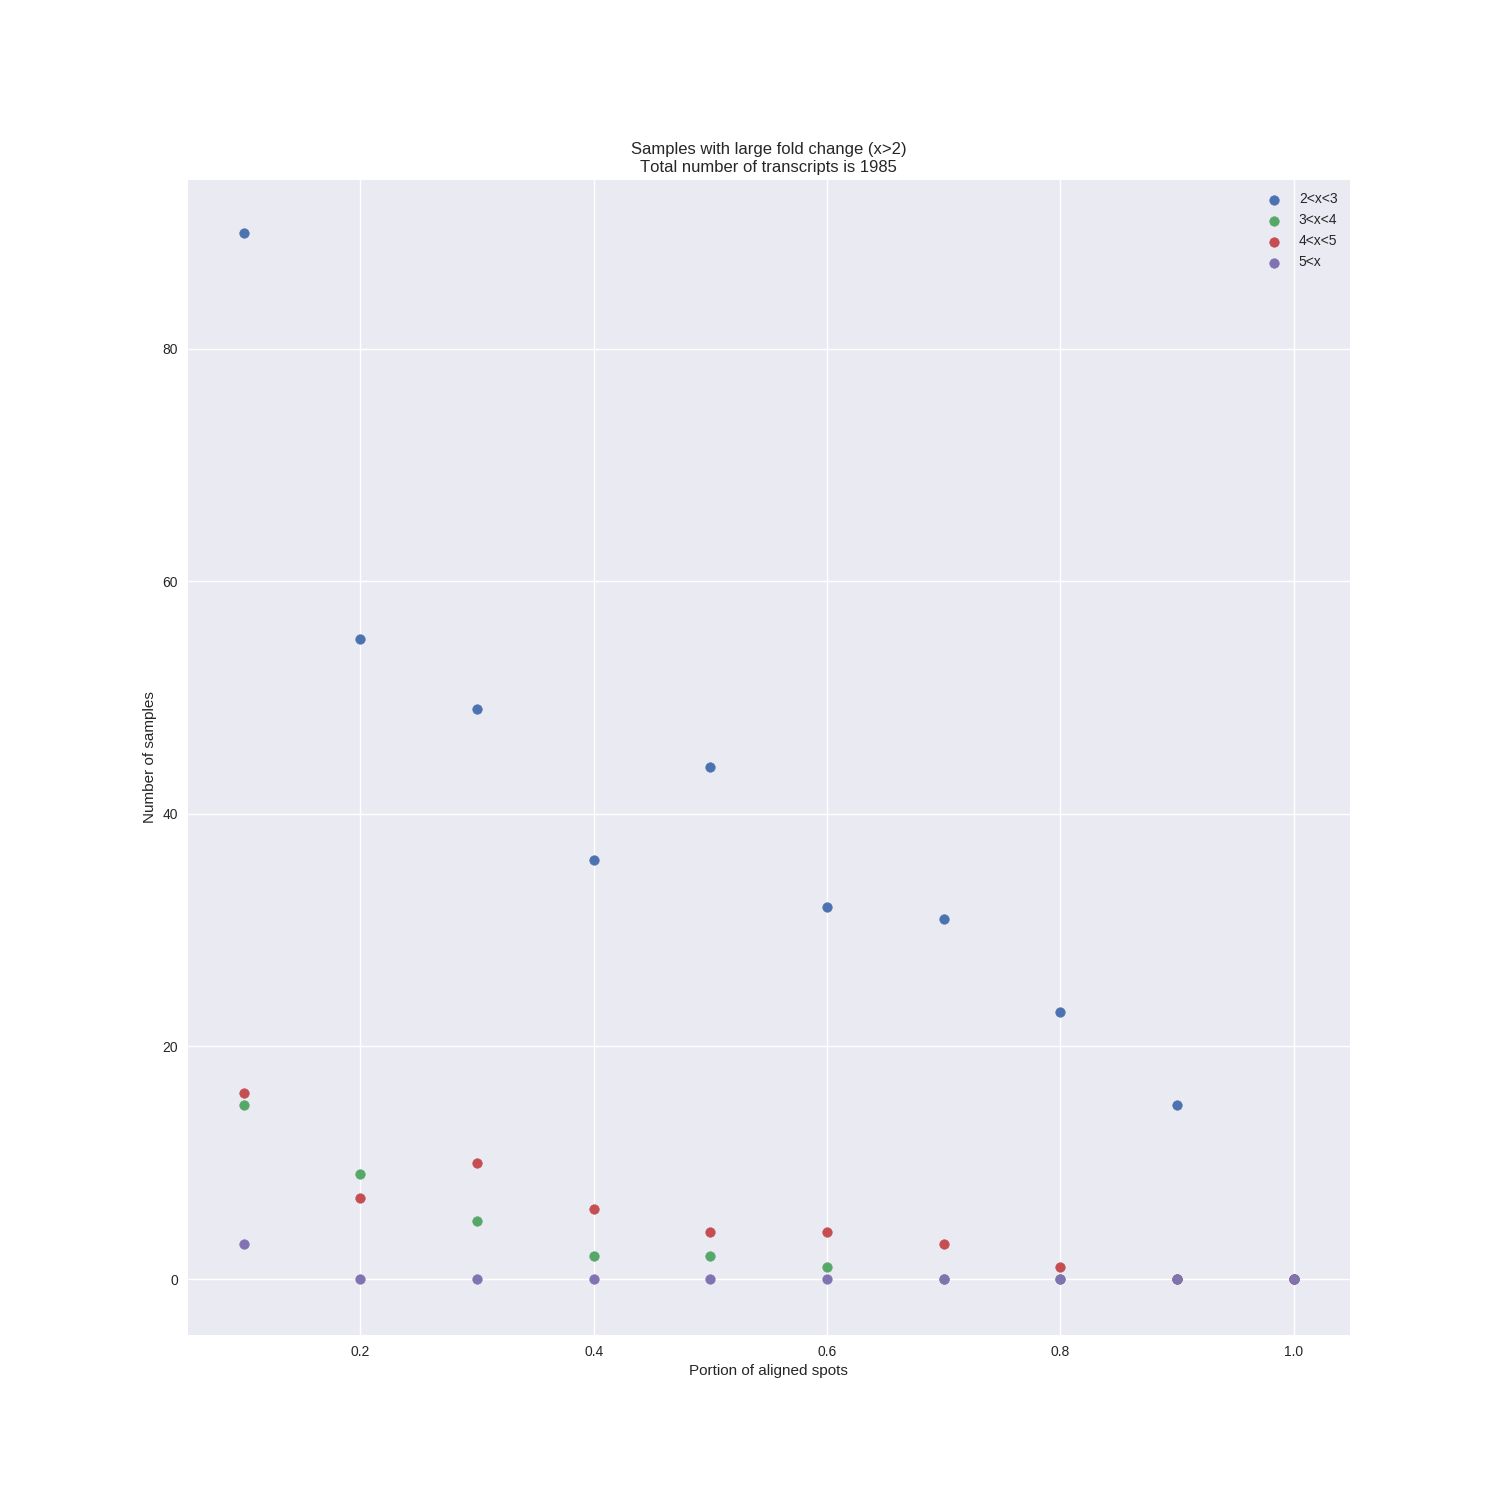 Samples with large fold change (x>2)
Total number of transcripts is 1985
2<x<3
3<x<4
4<x<5
5<x
80
60
40
20
0
Number of samples
0.2
0.4
0.6
0.8
1.0
Portion of aligned spots